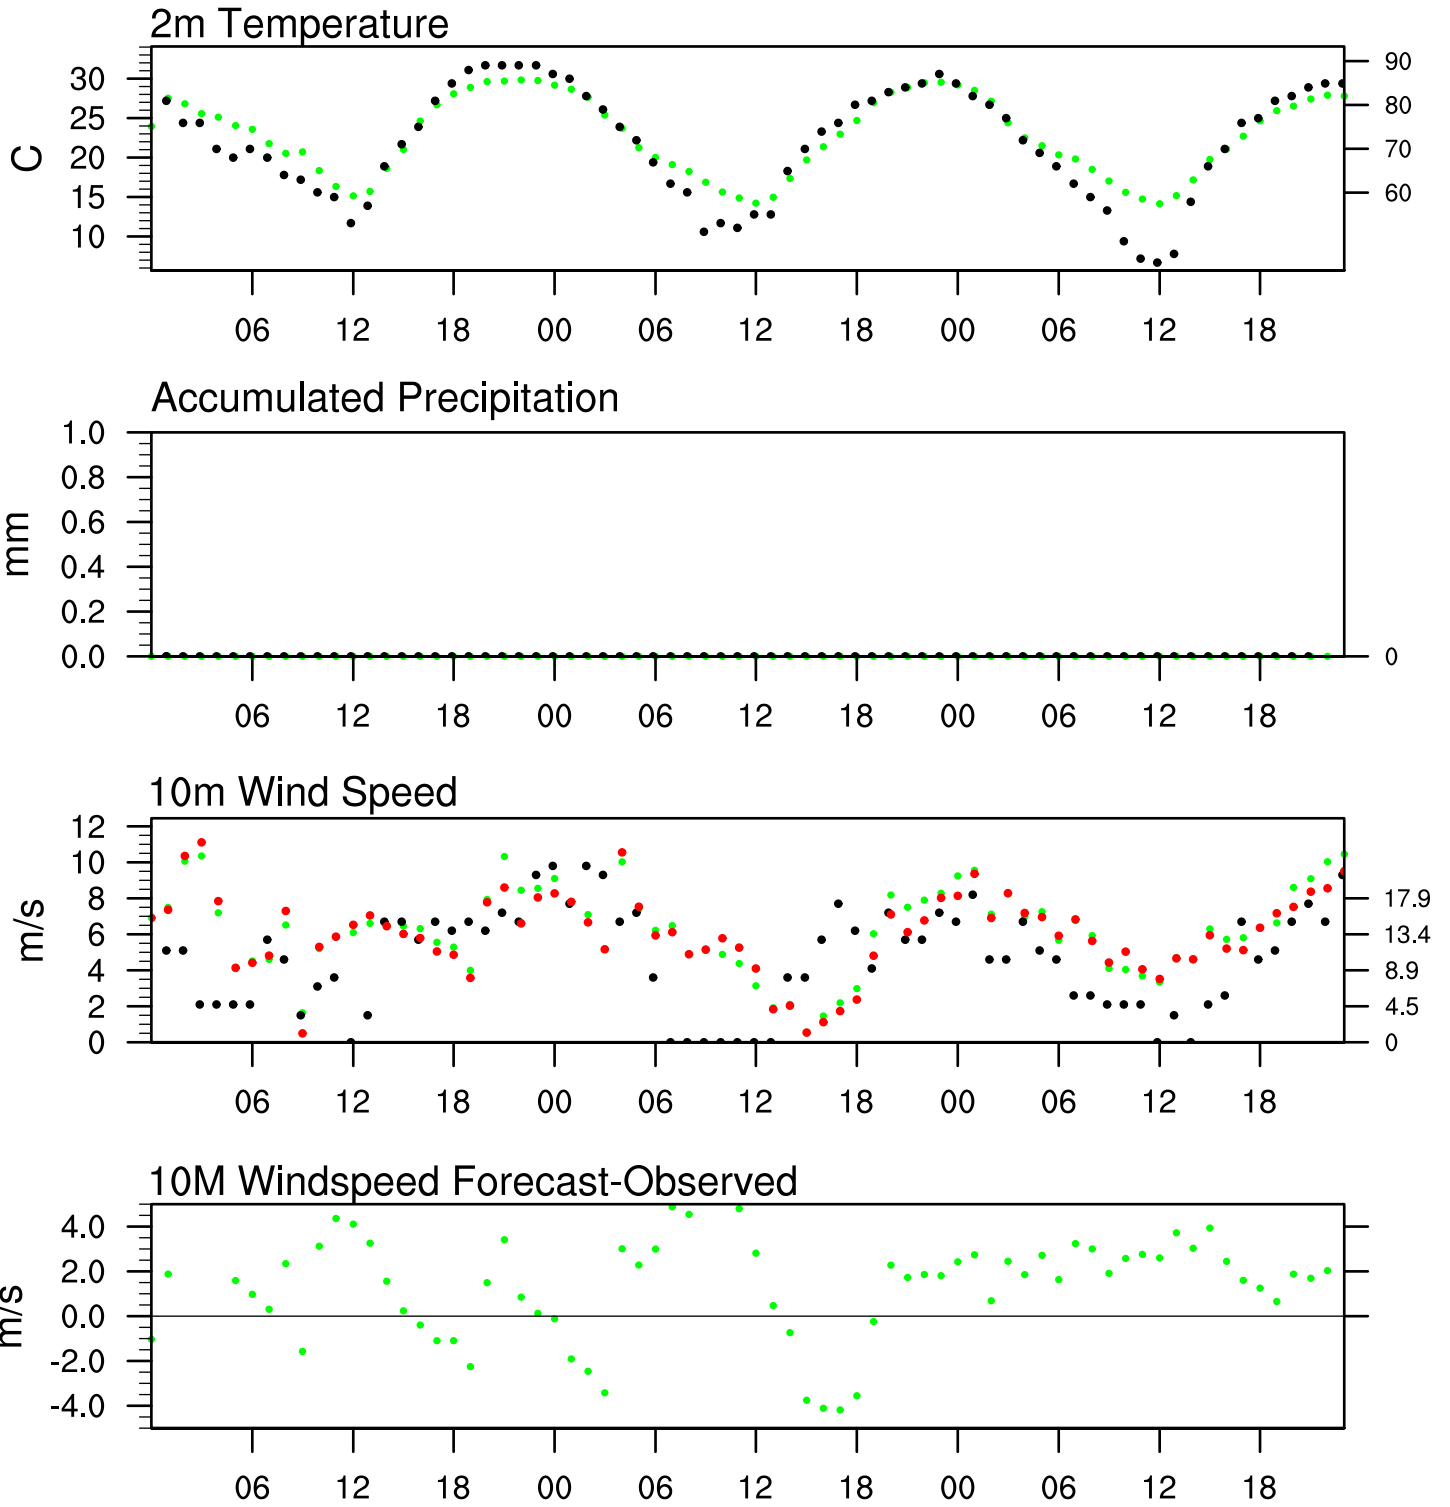 2m Temperature
30
25
20
15
10
C
90
80
70
60
06 12 18 00 06 12 18 00 06 12 18
Accumulated Precipitation
1.0
0.8
0.6
0.4
0.2
0.0
mm
0
06 12 18 00 06 12 18 00 06 12 18
10m Wind Speed
12
10
8
6
4
2
0
m/s
17.9
13.4
8.9
4.5
0
06 12 18 00 06 12 18 00 06 12 18
10M Windspeed Forecast-Observed
4.0
2.0
0.0
-2.0
-4.0
m/s
06 12 18 00 06 12 18 00 06 12 18